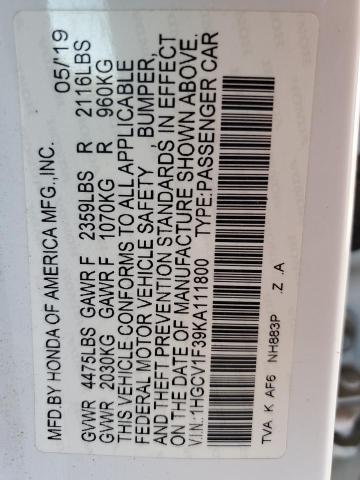 MFD.BY HONDA OF AMERICA MFG.,INC. 05/'19
GVWR 4475LBS GAWR F 2359LBS R 2116LBS
GVWR 2030KG GAWR F 1070KG R 960KG
THIS VEHICLE CONFORMS TO ALL APPLICABLE
FEDERAL MOTOR VEHICLE SAFETY BUMPER,
AND THEFT PREVENTION STANDARDS IN EFFECT
ON THE DATE OF MANUFACTURE SHOWN ABOVE.
V.I.N.:1HGCV1F39KA111800 TYPE:PASSENGER CAR
TVA K AF6 NH883P .Z .A